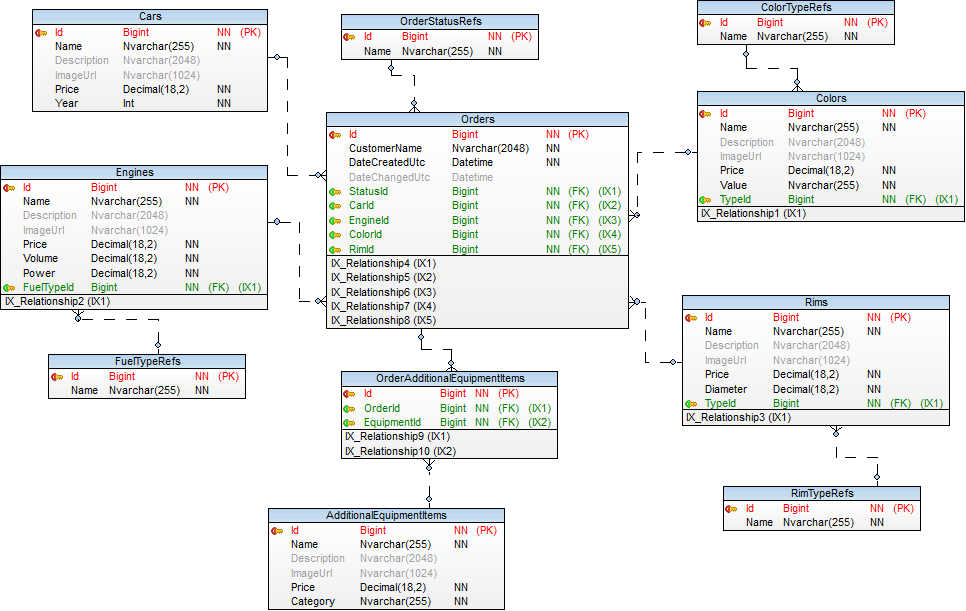 Cars
Id Bigint NN (PK)
Name Nvarchar(255) NN
Description Nvarchar(2048)
ImageUrl Nvarchar(1024)
Price Decimal(18,2) NN
Year Int NN
OrderStatusRefs
Id Bigint NN (PK)
Name Nvarchar(255) NN
ColorTypeRefs
Id Bigint NN (PK)
Name Nvarchar(255) NN
Orders
Id Bigint NN (PK)
CustomerName Nvarchar(2048) NN
DateCreatedUtc Datetime NN
DateChangedUtc Datetime
StatusId Bigint NN (FK) (IX1)
CarId Bigint NN (FK) (IX2)
EngineId Bigint NN (FK) (IX3)
ColorId Bigint NN (FK) (IX4)
RimId Bigint NN (FK) (IX5)
IX_Relationship4 (IX1)
IX_Relationship5 (IX2)
IX_Relationship6 (IX3)
IX_Relationship7 (IX4)
IX_Relationship8 (IX5)
Colors
Id Bigint NN (PK)
Name Nvarchar(255) NN
Description Nvarchar(2048)
ImageUrl Nvarchar(1024)
Price Decimal(18,2) NN
Value Nvarchar(255) NN
TypeId Bigint NN (FK) (IX1)
IX_Relationship1 (IX1)
Engines
Id Bigint NN (PK)
Name Nvarchar(255) NN
Description Nvarchar(2048)
ImageUrl Nvarchar(1024)
Price Decimal(18,2) NN
Volume Decimal(18,2) NN
Power Decimal(18,2) NN
FuelTypeId Bigint NN (FK) (IX1)
IX_Relationship2 (IX1)
Rims
Id Bigint NN (PK)
Name Nvarchar(255) NN
Description Nvarchar(2048)
ImageUrl Nvarchar(1024)
Price Decimal(18,2) NN
Diameter Decimal(18,2) NN
TypeId Bigint NN (FK) (IX1)
IX_Relationship3 (IX1)
FuelTypeRefs
Id Bigint NN (PK)
Name Nvarchar(255) NN
OrderAdditionalEquipmentItems
Id Bigint NN (PK)
OrderId Bigint NN (FK) (IX1)
EquipmentId Bigint NN (FK) (IX2)
IX_Relationship9 (IX1)
IX_Relationship10 (IX2)
RimTypeRefs
Id Bigint NN (PK)
Name Nvarchar(255) NN
AdditionalEquipmentItems
Id Bigint NN (PK)
Name Nvarchar(255) NN
Description Nvarchar(2048)
ImageUrl Nvarchar(1024)
Price Decimal(18,2) NN
Category Nvarchar(255) NN